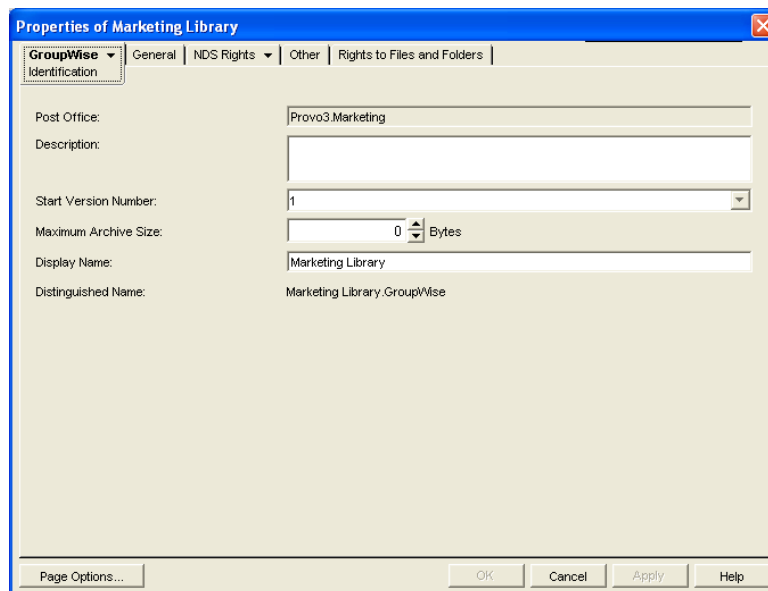 Properties of Marketing Library
GroupWise General NDS Rights Other Rights to Files and Folders
Identification
Post Office: Provo3.Marketing
Description:
Start Version Number: 1
Maximum Archive Size: 0 Bytes
Display Name: Marketing Library
Distinguished Name: Marketing Library.GroupWise
Page Options... OK Cancel Apply Help